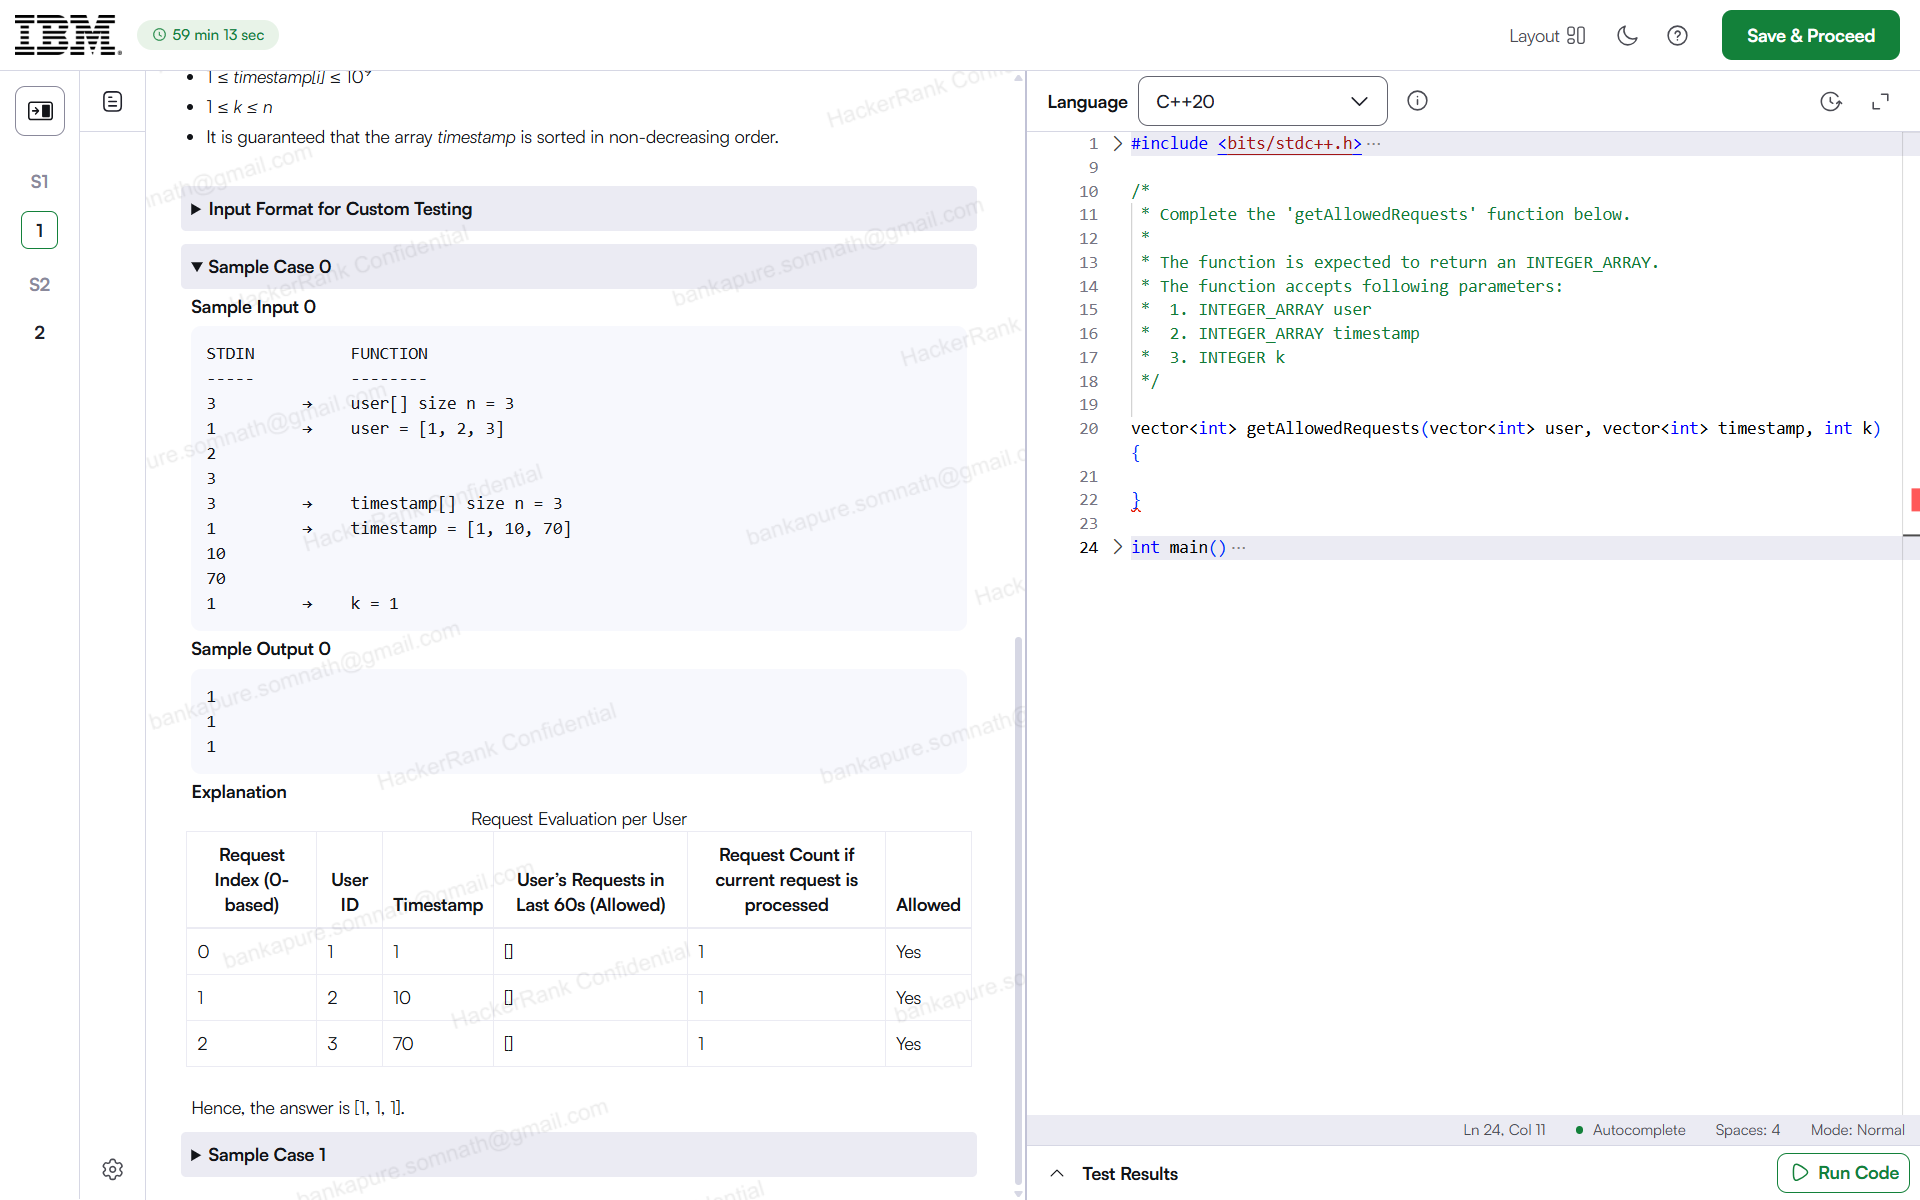 IBM
59 min 13 sec
Layout
Save & Proceed
S1
1
S2
2
1 ≤ timestamp[i] ≤ 10⁹
1 ≤ k ≤ n
It is guaranteed that the array timestamp is sorted in non-decreasing order.
Input Format for Custom Testing
Sample Case 0
Sample Input 0
STDIN FUNCTION
----- --------
3 → user[] size n = 3
1 → user = [1, 2, 3]
2
3
3 → timestamp[] size n = 3
1 → timestamp = [1, 10, 70]
10
70
1 → k = 1
Sample Output 0
1
1
1
Explanation
Request Evaluation per User
Request Index (0-based) User ID Timestamp User's Requests in Last 60s (Allowed) Request Count if current request is processed Allowed
0 1 1 [] 1 Yes
1 2 10 [] 1 Yes
2 3 70 [] 1 Yes
Hence, the answer is [1, 1, 1].
Sample Case 1
HackerRank Confidential
bankapure.somnath@gmail.com
Language C++20
1 #include <bits/stdc++.h> ···
9
10 /*
11 * Complete the 'getAllowedRequests' function below.
12 *
13 * The function is expected to return an INTEGER_ARRAY.
14 * The function accepts following parameters:
15 * 1. INTEGER_ARRAY user
16 * 2. INTEGER_ARRAY timestamp
17 * 3. INTEGER k
18 */
19
20 vector<int> getAllowedRequests(vector<int> user, vector<int> timestamp, int k)
{
21
22 }
23
24 int main() ···
Ln 24, Col 11 Autocomplete Spaces: 4 Mode: Normal
Test Results
Run Code